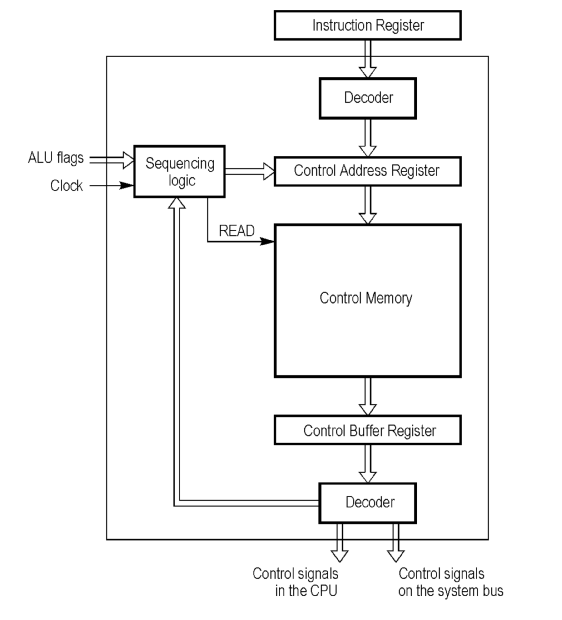 Instruction Register
Decoder
ALU flags
Sequencing
logic
Control Address Register
Clock
READ
Control Memory
Control Buffer Register
Decoder
Control signals
in the CPU
Control signals
on the system bus